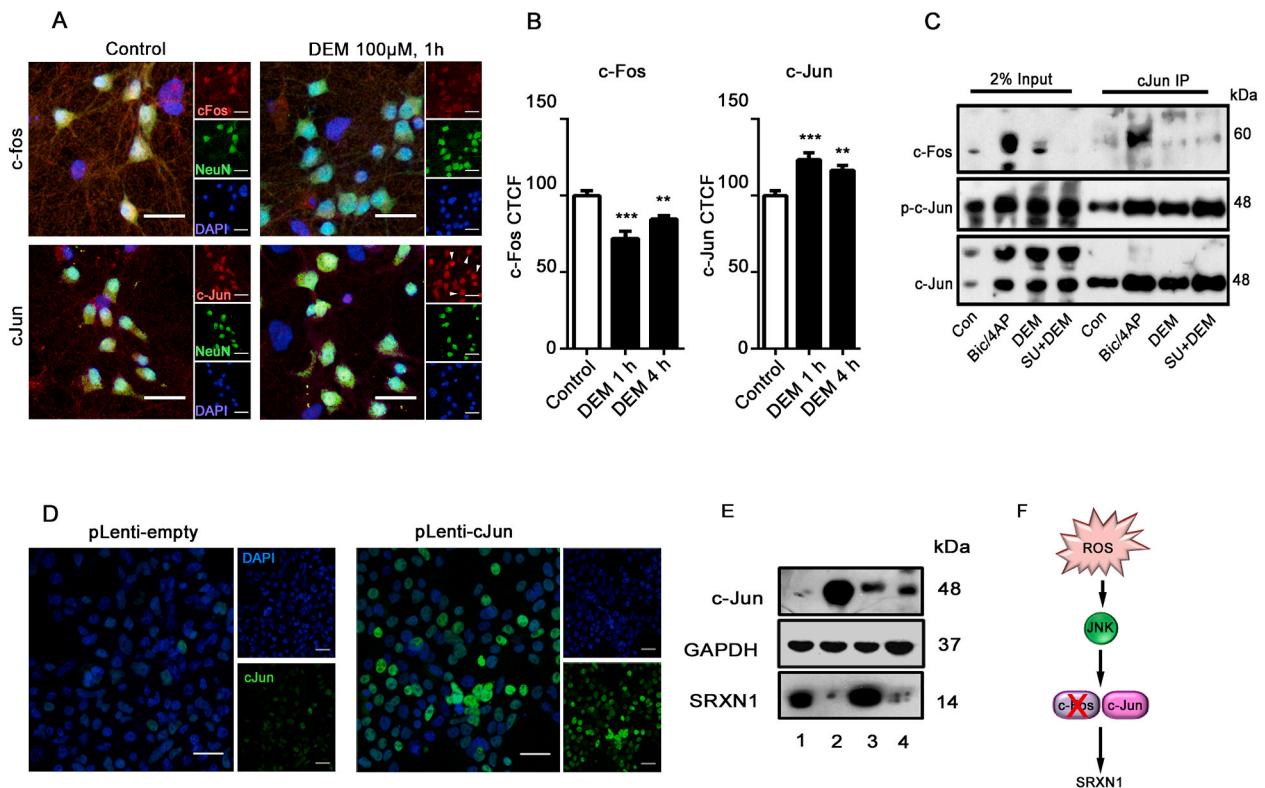 A
Control
DEM 100µM, 1h
c-fos
cFos
NeuN
DAPI
cJun
c-Jun
NeuN
DAPI
B
c-Fos
c-Fos CTCF
150
100
50
0
***
**
Control
DEM 1 h
DEM 4 h
c-Jun
c-Jun CTCF
150
100
50
0
***
**
Control
DEM 1 h
DEM 4 h
C
2% Input
cJun IP
kDa
c-Fos
60
p-c-Jun
48
c-Jun
48
Con
Bic/4AP
DEM
SU+DEM
Con
Bic/4AP
DEM
SU+DEM
D
pLenti-empty
pLenti-cJun
DAPI
cJun
E
kDa
c-Jun
48
GAPDH
37
SRXN1
14
1 2 3 4
F
ROS
JNK
c-Fos
c-Jun
SRXN1